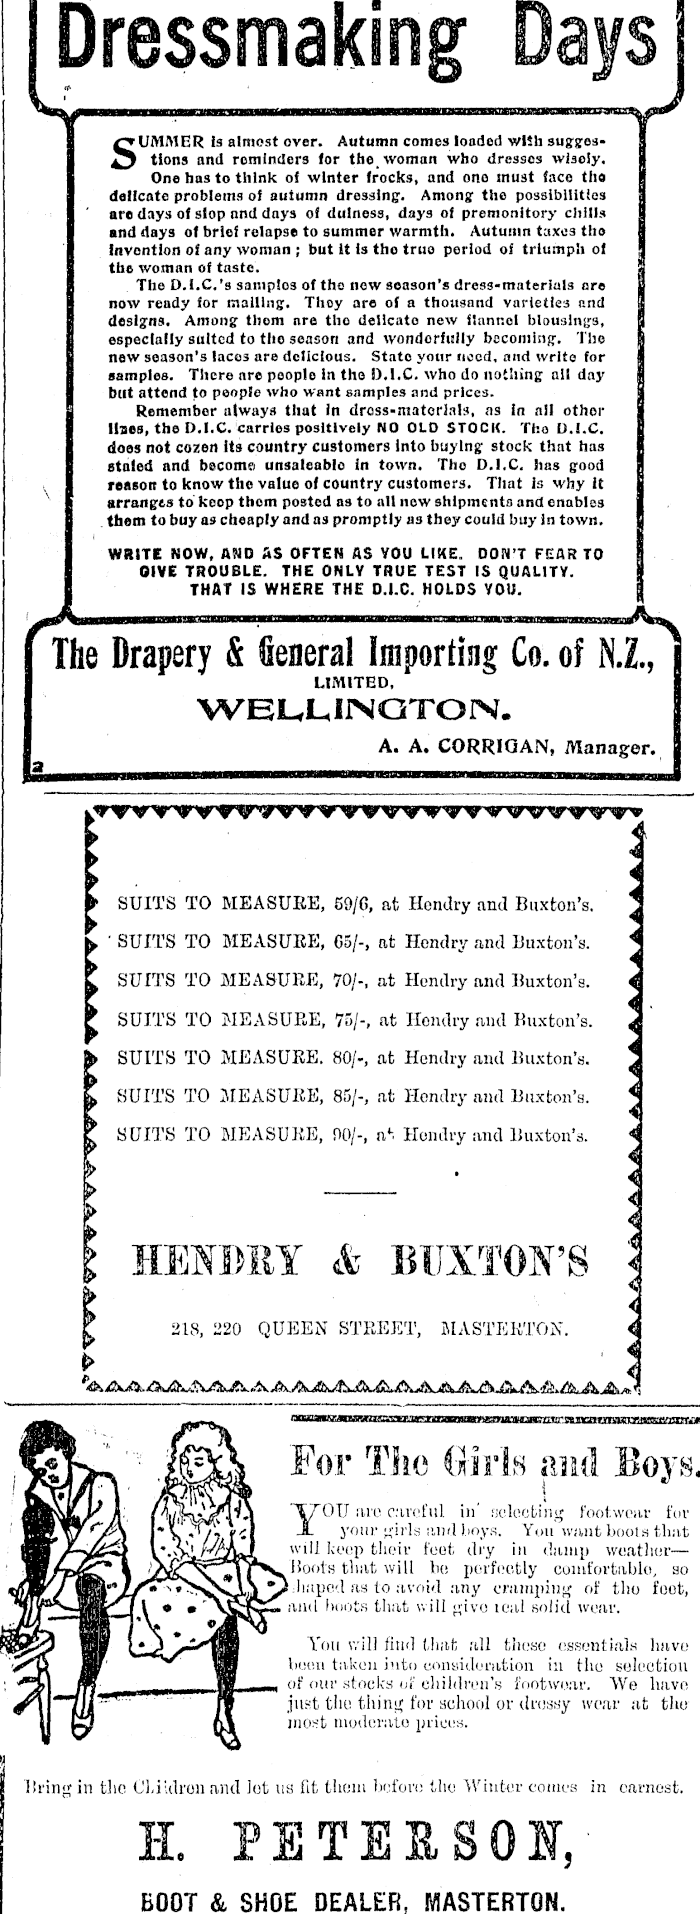 Dressmaking Days
SUMMER is almost over. Autumn comes loaded with sugges-
tions and reminders for the woman who dresses wisely.
One has to think of winter frocks, and one must face the
delicate problems of autumn dressing. Among the possibilities
are days of slop and days of dulness, days of premonitory chills
and days of brief relapse to summer warmth. Autumn taxes the
invention of any woman; but it is the true period of triumph of
the woman of taste.
The D.I.C.'s samples of the new season's dress-materials are
now ready for mailing. They are of a thousand varieties and
designs. Among them are the delicate new flannel blousings,
especially suited to the season and wonderfully becoming. The
new season's laces are delicious. State your need, and write for
samples. There are people in the D.I.C. who do nothing all day
but attend to people who want samples and prices.
Remember always that in dress-materials, as in all other
lines, the D.I.C. carries positively NO OLD STOCK. The D.I.C.
does not cozen its country customers into buying stock that has
staled and become unsaleable in town. The D.I.C. has good
reason to know the value of country customers. That is why it
arranges to keep them posted as to all new shipments and enables
them to buy as cheaply and as promptly as they could buy in town.
WRITE NOW, AND AS OFTEN AS YOU LIKE. DON'T FEAR TO
GIVE TROUBLE. THE ONLY TRUE TEST IS QUALITY.
THAT IS WHERE THE D.I.C. HOLDS YOU.
The Drapery & General Importing Co. of N.Z.,
LIMITED,
WELLINGTON.
A. A. CORRIGAN, Manager.
a
SUITS TO MEASURE, 59/6, at Hendry and Buxton's.
SUITS TO MEASURE, 65/-, at Hendry and Buxton's.
SUITS TO MEASURE, 70/-, at Hendry and Buxton's.
SUITS TO MEASURE, 75/-, at Hendry and Buxton's.
SUITS TO MEASURE. 80/-, at Hendry and Buxton's.
SUITS TO MEASURE, 85/-, at Hendry and Buxton's.
SUITS TO MEASURE, 90/-, at Hendry and Buxton's.
HENDRY & BUXTON'S
218, 220 QUEEN STREET, MASTERTON.
For The Girls and Boys.
YOU are careful in selecting footwear for
your girls and boys. You want boots that
will keep their feet dry in damp weather—
Boots that will be perfectly comfortable, so
shaped as to avoid any cramping of the feet,
and boots that will give real solid wear.
You will find that all these essentials have
been taken into consideration in the selection
of our stocks of children's footwear. We have
just the thing for school or dressy wear at the
most moderate prices.
Bring in the Children and let us fit them before the Winter comes in earnest.
H. PETERSON,
BOOT & SHOE DEALER, MASTERTON.